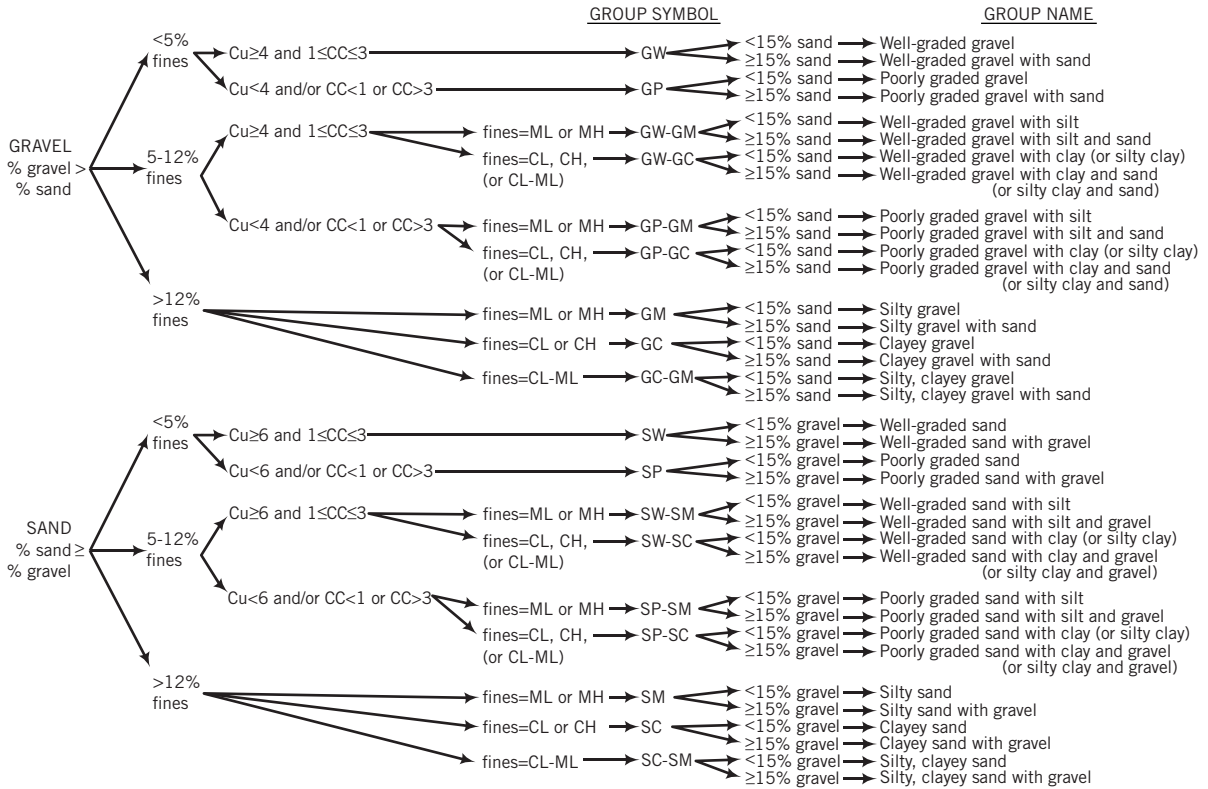 GROUP SYMBOL GROUP NAME
<5% fines
Cu≥4 and 1≤CC≤3 GW <15% sand Well-graded gravel
≥15% sand Well-graded gravel with sand
Cu<4 and/or CC<1 or CC>3 GP <15% sand Poorly graded gravel
≥15% sand Poorly graded gravel with sand
GRAVEL
% gravel >
% sand
5-12%
fines
Cu≥4 and 1≤CC≤3 fines=ML or MH GW-GM <15% sand Well-graded gravel with silt
≥15% sand Well-graded gravel with silt and sand
fines=CL, CH, GW-GC <15% sand Well-graded gravel with clay (or silty clay)
(or CL-ML) ≥15% sand Well-graded gravel with clay and sand
(or silty clay and sand)
Cu<4 and/or CC<1 or CC>3 fines=ML or MH GP-GM <15% sand Poorly graded gravel with silt
≥15% sand Poorly graded gravel with silt and sand
fines=CL, CH, GP-GC <15% sand Poorly graded gravel with clay (or silty clay)
(or CL-ML) ≥15% sand Poorly graded gravel with clay and sand
(or silty clay and sand)
>12%
fines
fines=ML or MH GM <15% sand Silty gravel
≥15% sand Silty gravel with sand
fines=CL or CH GC <15% sand Clayey gravel
≥15% sand Clayey gravel with sand
fines=CL-ML GC-GM <15% sand Silty, clayey gravel
≥15% sand Silty, clayey gravel with sand
<5%
fines
Cu≥6 and 1≤CC≤3 SW <15% gravel Well-graded sand
≥15% gravel Well-graded sand with gravel
Cu<6 and/or CC<1 or CC>3 SP <15% gravel Poorly graded sand
≥15% gravel Poorly graded sand with gravel
SAND
% sand ≥
% gravel
5-12%
fines
Cu≥6 and 1≤CC≤3 fines=ML or MH SW-SM <15% gravel Well-graded sand with silt
≥15% gravel Well-graded sand with silt and gravel
fines=CL, CH, SW-SC <15% gravel Well-graded sand with clay (or silty clay)
(or CL-ML) ≥15% gravel Well-graded sand with clay and gravel
(or silty clay and gravel)
Cu<6 and/or CC<1 or CC>3 fines=ML or MH SP-SM <15% gravel Poorly graded sand with silt
≥15% gravel Poorly graded sand with silt and gravel
fines=CL, CH, SP-SC <15% gravel Poorly graded sand with clay (or silty clay)
(or CL-ML) ≥15% gravel Poorly graded sand with clay and gravel
(or silty clay and gravel)
>12%
fines
fines=ML or MH SM <15% gravel Silty sand
≥15% gravel Silty sand with gravel
fines=CL or CH SC <15% gravel Clayey sand
≥15% gravel Clayey sand with gravel
fines=CL-ML SC-SM <15% gravel Silty, clayey sand
≥15% gravel Silty, clayey sand with gravel